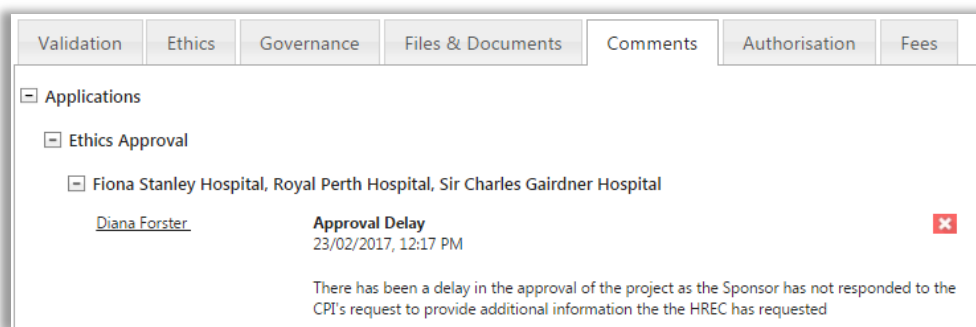 Validation Ethics Governance Files & Documents Comments Authorisation Fees
Applications
Ethics Approval
Fiona Stanley Hospital, Royal Perth Hospital, Sir Charles Gairdner Hospital
Diana Forster Approval Delay
23/02/2017, 12:17 PM
There has been a delay in the approval of the project as the Sponsor has not responded to the
CPI's request to provide additional information the the HREC has requested